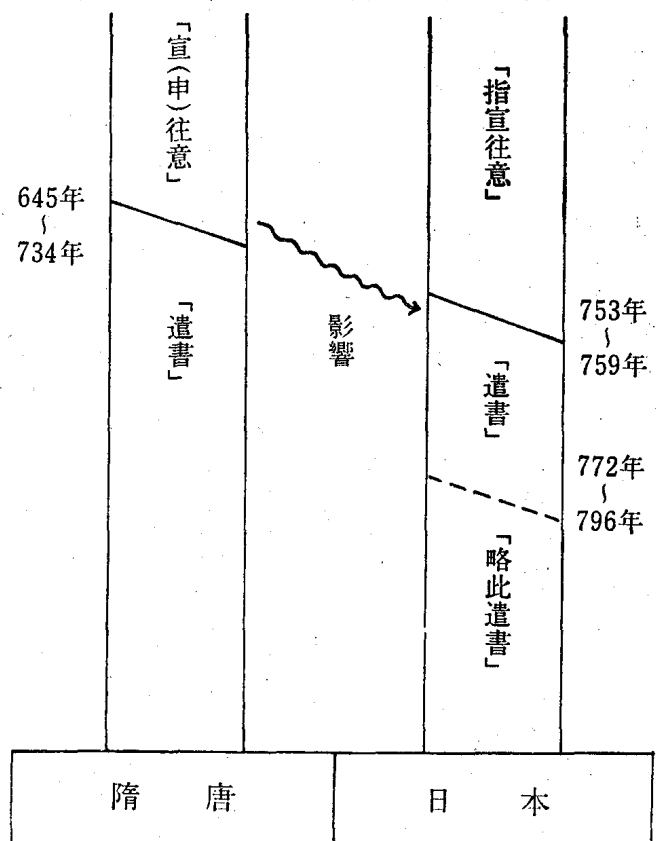 「宣(申)往意」
645年
〜
734年
「遣書」
影響
「指宣往意」
753年
〜
759年
「遣書」
772年
〜
796年
「略此遣書」
隋唐
日本